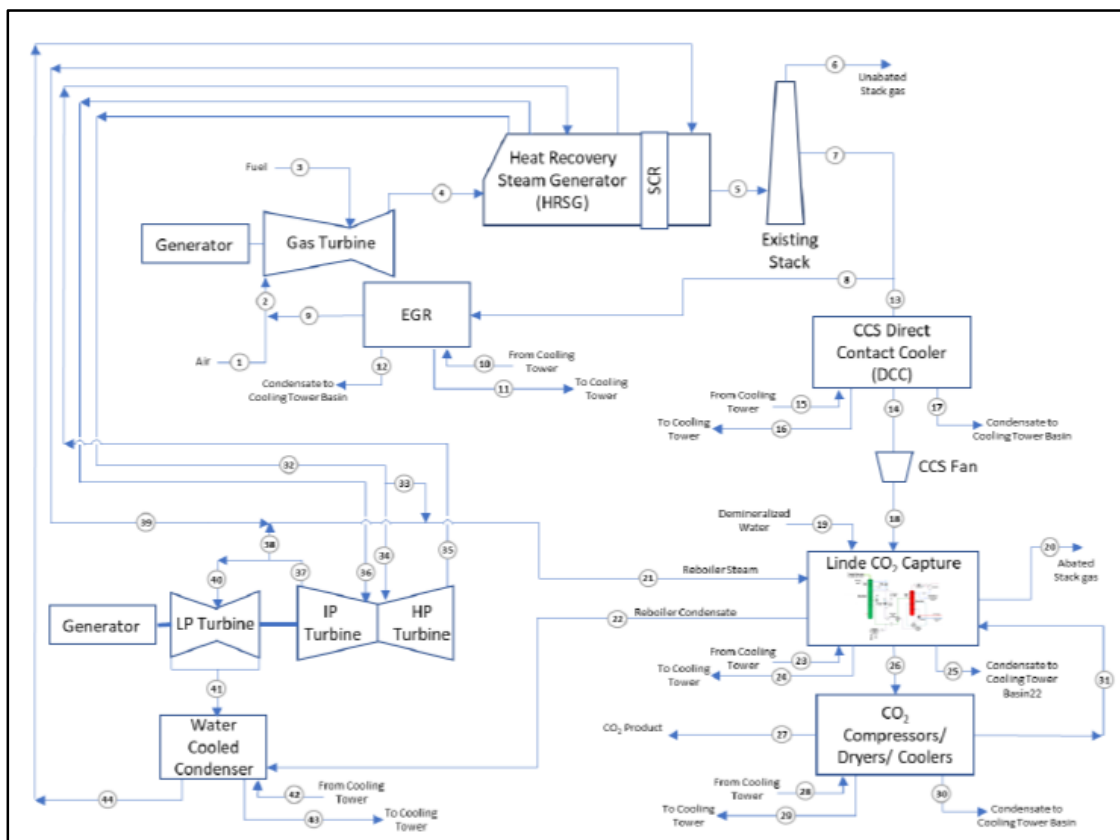 6
Unabated
Stack gas
Fuel
3
4
Heat Recovery
Steam Generator
(HRSG)
SCR
5
7
Existing
Stack
Generator
Gas Turbine
2
8
9
EGR
13
Air
1
12
10
From Cooling
Tower
Condensate to
Cooling Tower Basin
11
To Cooling
Tower
CCS Direct
Contact Cooler
(DCC)
From Cooling
Tower
15
14
17
To Cooling
Tower
16
Condensate to
Cooling Tower Basin
CCS Fan
32
33
39
38
34
35
36
37
40
Demineralized
Water
19
18
Linde CO₂ Capture
20
Abated
Stack gas
21
Reboiler Steam
22
Reboiler Condensate
Generator
LP Turbine
IP
Turbine
HP
Turbine
From Cooling
Tower
23
To Cooling
Tower
24
26
25
Condensate to
Cooling Tower
Basin22
31
41
Water
Cooled
Condenser
CO₂ Product
27
CO₂
Compressors/
Dryers/ Coolers
44
42
From Cooling
Tower
43
To Cooling
Tower
From Cooling
Tower
28
To Cooling
Tower
29
30
Condensate to
Cooling Tower Basin